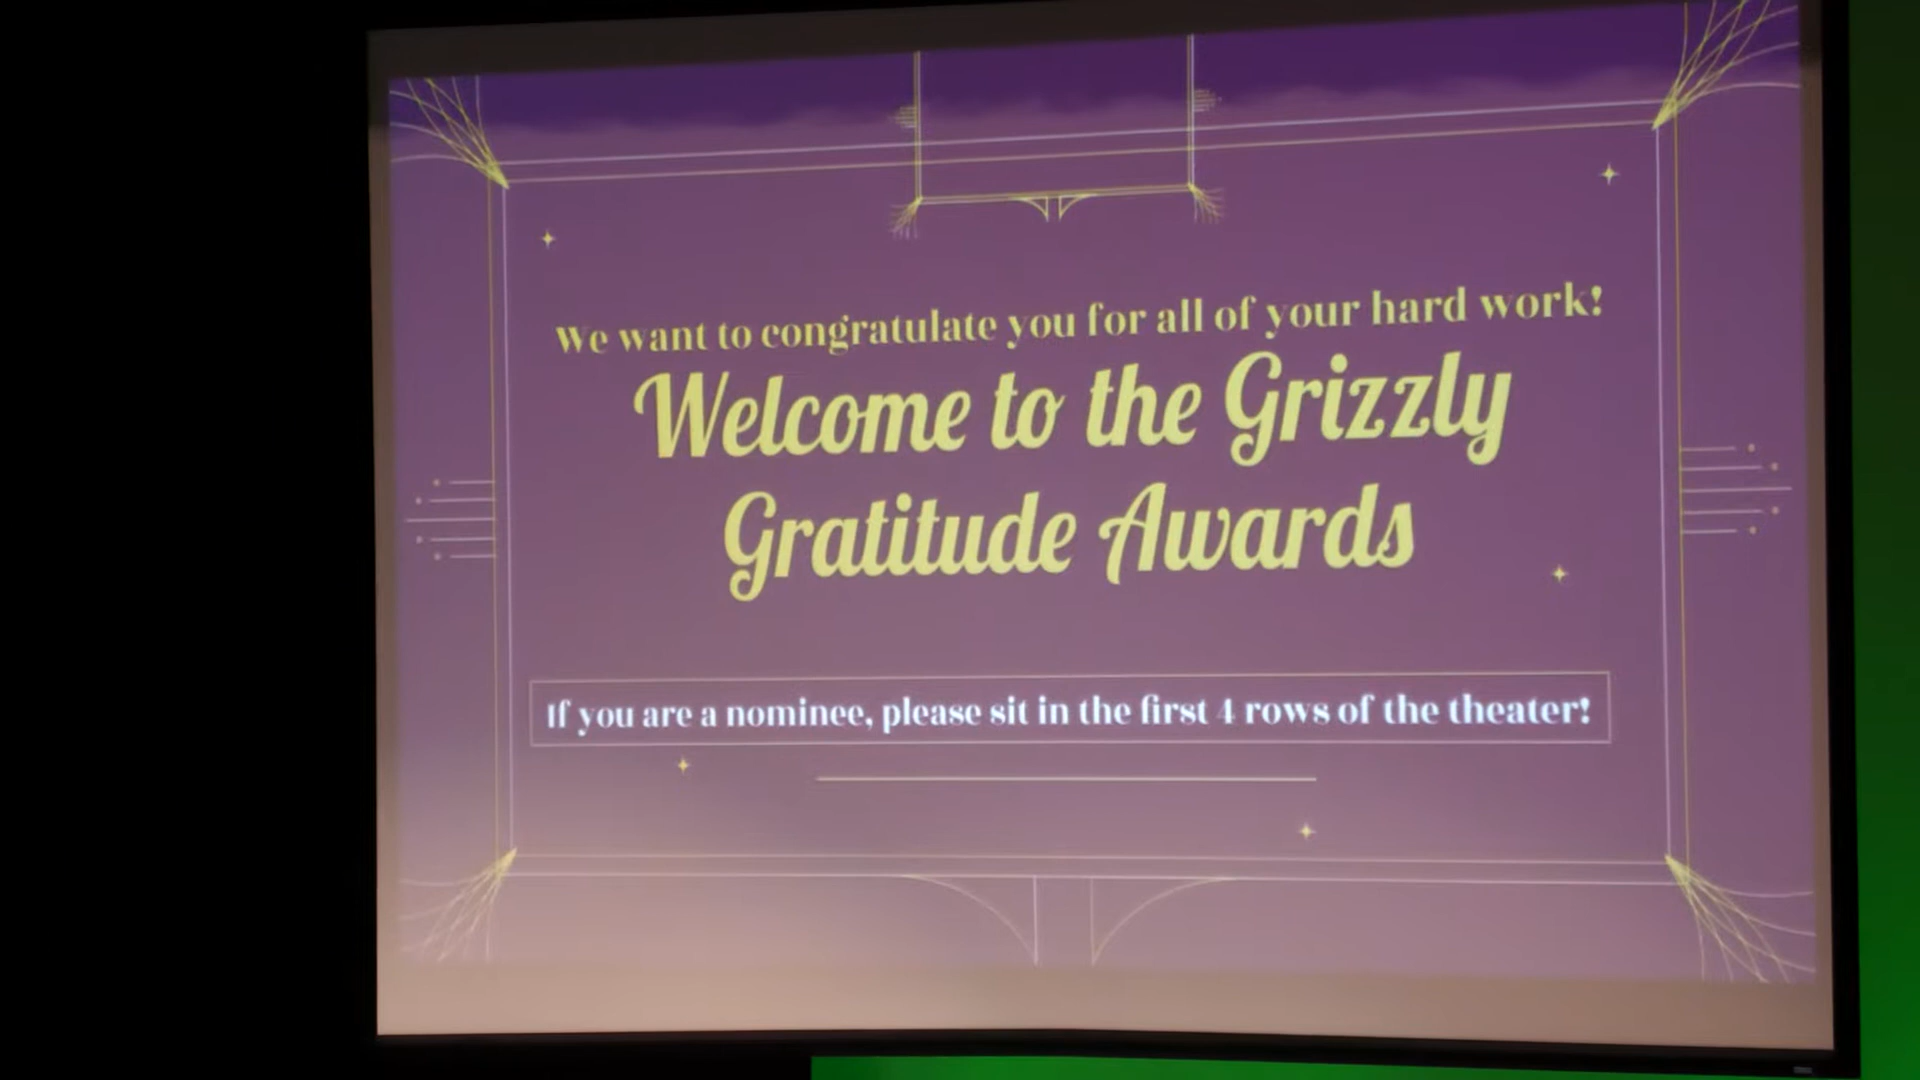 We want to congratulate you for all of your hard work!
Welcome to the Grizzly
Gratitude Awards
If you are a nominee, please sit in the first 4 rows of the theater!